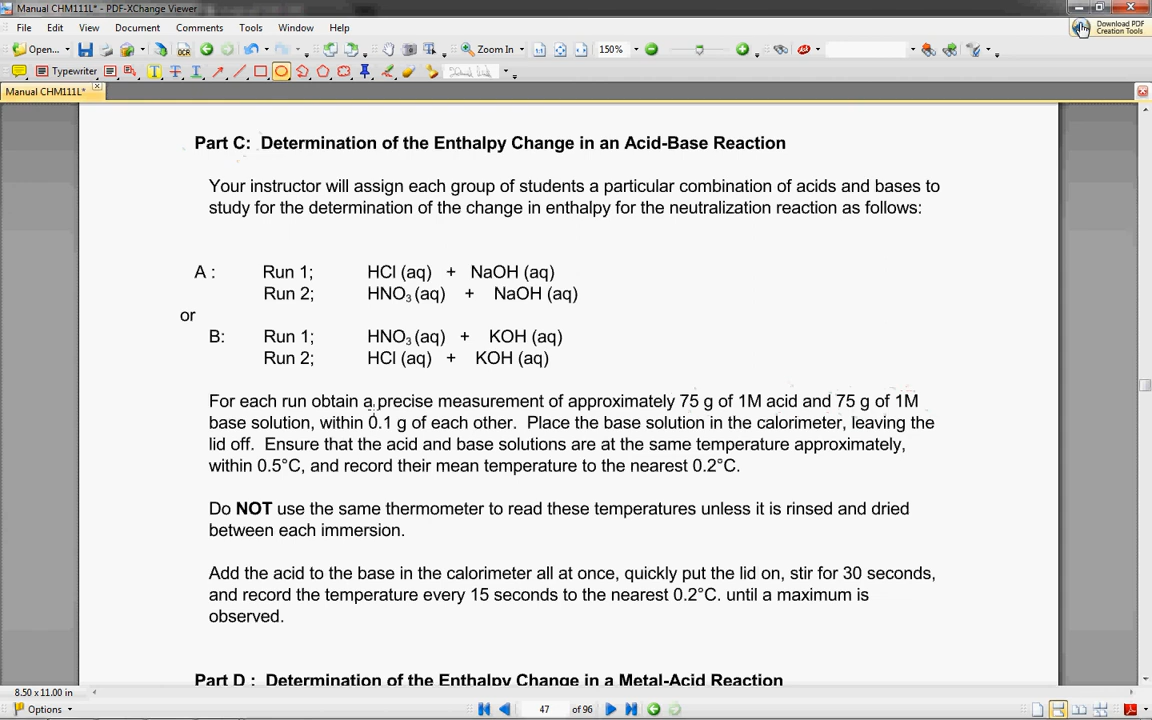 Manual CHM111L* - PDF-XChange Viewer
File Edit View Document Comments Tools Window Help
Download PDF
Creation Tools
Open... OCR Zoom In 150%
Typewriter
Manual CHM111L*
Part C: Determination of the Enthalpy Change in an Acid-Base Reaction
Your instructor will assign each group of students a particular combination of acids and bases to
study for the determination of the change in enthalpy for the neutralization reaction as follows:
A : Run 1; HCl (aq) + NaOH (aq)
Run 2; HNO₃ (aq) + NaOH (aq)
or
B: Run 1; HNO₃ (aq) + KOH (aq)
Run 2; HCl (aq) + KOH (aq)
For each run obtain a precise measurement of approximately 75 g of 1M acid and 75 g of 1M
base solution, within 0.1 g of each other. Place the base solution in the calorimeter, leaving the
lid off. Ensure that the acid and base solutions are at the same temperature approximately,
within 0.5°C, and record their mean temperature to the nearest 0.2°C.
Do NOT use the same thermometer to read these temperatures unless it is rinsed and dried
between each immersion.
Add the acid to the base in the calorimeter all at once, quickly put the lid on, stir for 30 seconds,
and record the temperature every 15 seconds to the nearest 0.2°C. until a maximum is
observed.
Part D : Determination of the Enthalpy Change in a Metal-Acid Reaction
8.50 x 11.00 in
Options 47 of 96